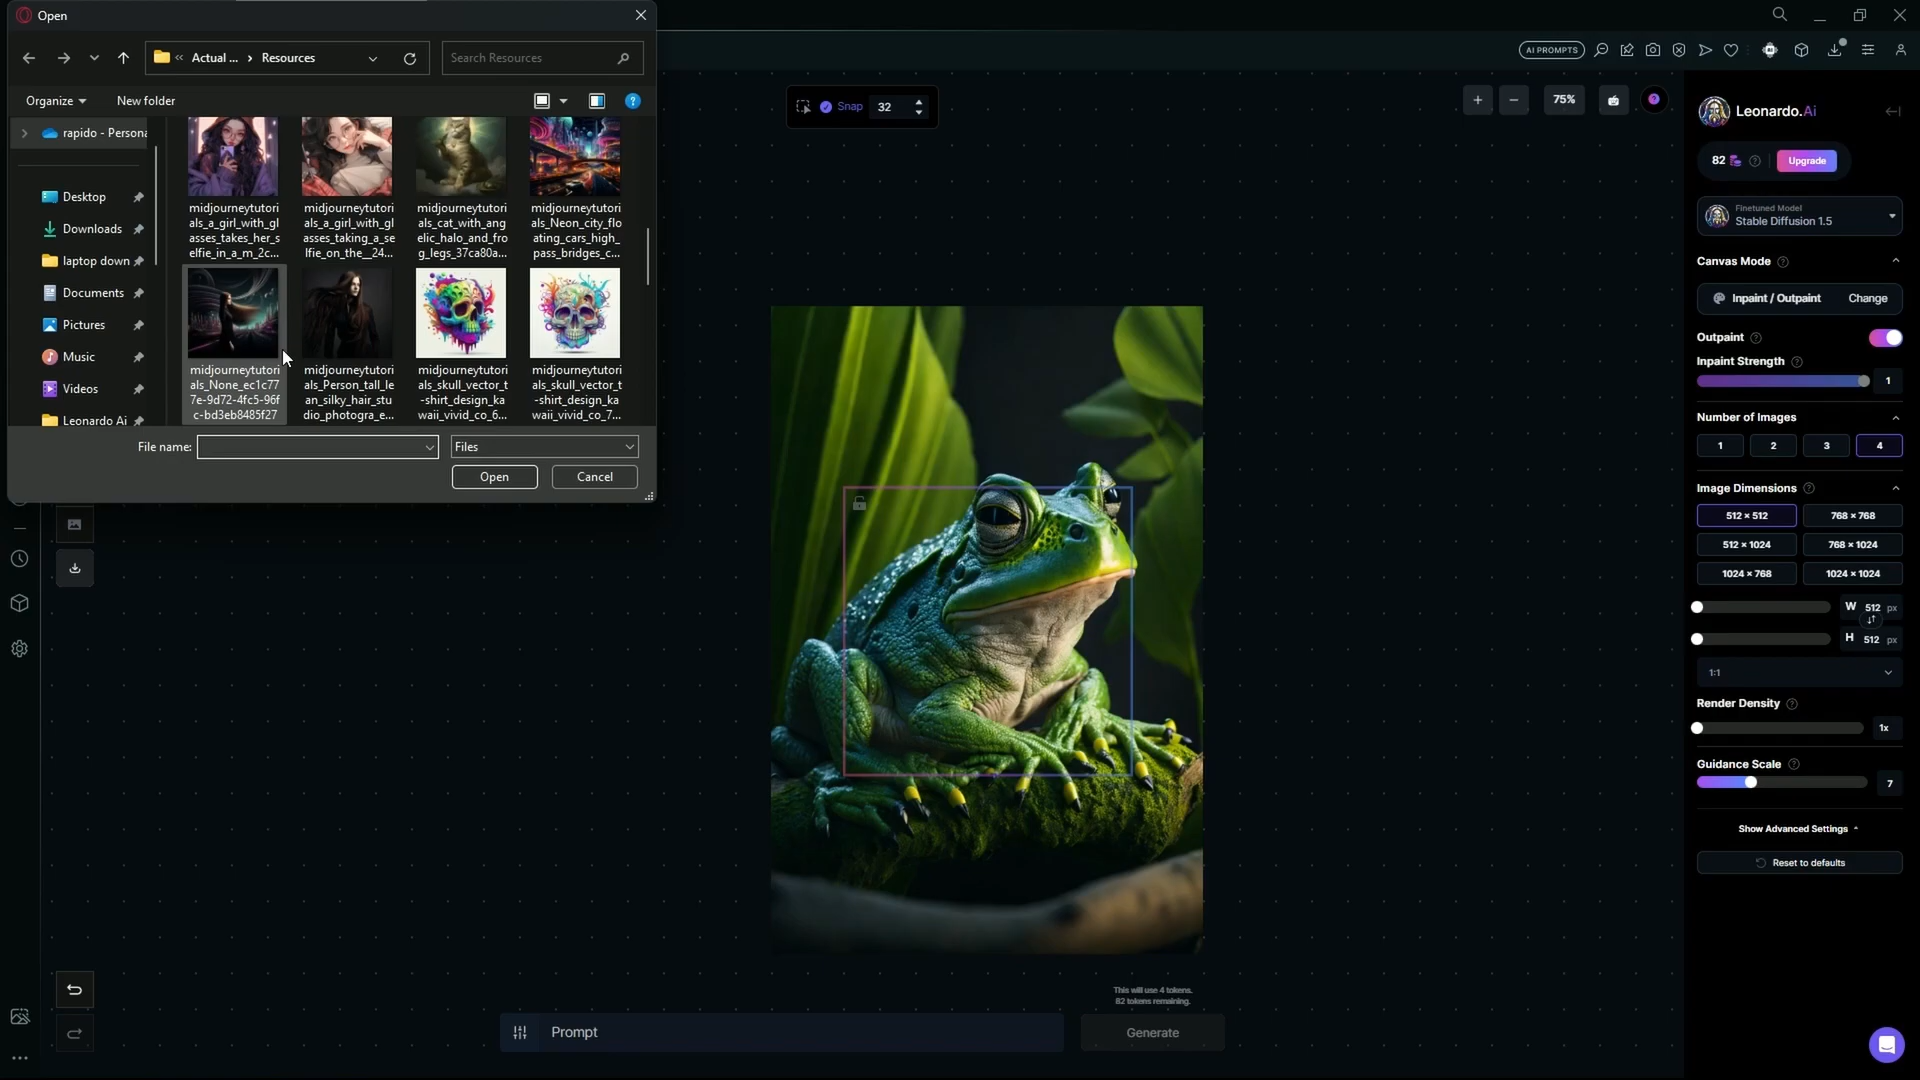 Open
Actual ... > Resources
Search Resources
Organize
New folder
rapido - Persona
Desktop
Downloads
laptop down
Documents
Pictures
Music
Videos
Leonardo Ai
midjourneytutori
als_a_girl_with_gl
asses_takes_her_s
elfie_in_a_m_2c...
midjourneytutori
als_a_girl_with_gl
asses_taking_a_se
lfie_on_the__24...
midjourneytutori
als_cat_with_ang
elic_halo_and_fro
g_legs_37ca80a...
midjourneytutori
als_Neon_city_flo
ating_cars_high_
pass_bridges_c...
midjourneytutori
als_None_ec1c77
7e-9d72-4fc5-96f
c-bd3eb8485f27
midjourneytutori
als_Person_tall_le
an_silky_hair_stu
dio_photogra_e...
midjourneytutori
als_skull_vector_t
-shirt_design_ka
waii_vivid_co_6...
midjourneytutori
als_skull_vector_t
-shirt_design_ka
waii_vivid_co_7...
File name:
Files
Open
Cancel
Snap 32
75%
AI PROMPTS
Leonardo.Ai
82
Upgrade
Finetuned Model
Stable Diffusion 1.5
Canvas Mode
Inpaint / Outpaint Change
Outpaint
Inpaint Strength
1
Number of Images
1 2 3 4
Image Dimensions
512 × 512 768 × 768
512 × 1024 768 × 1024
1024 × 768 1024 × 1024
W 512 px
H 512 px
1:1
Render Density
1x
Guidance Scale
7
Show Advanced Settings
Reset to defaults
This will use 4 tokens.
82 tokens remaining.
Prompt
Generate